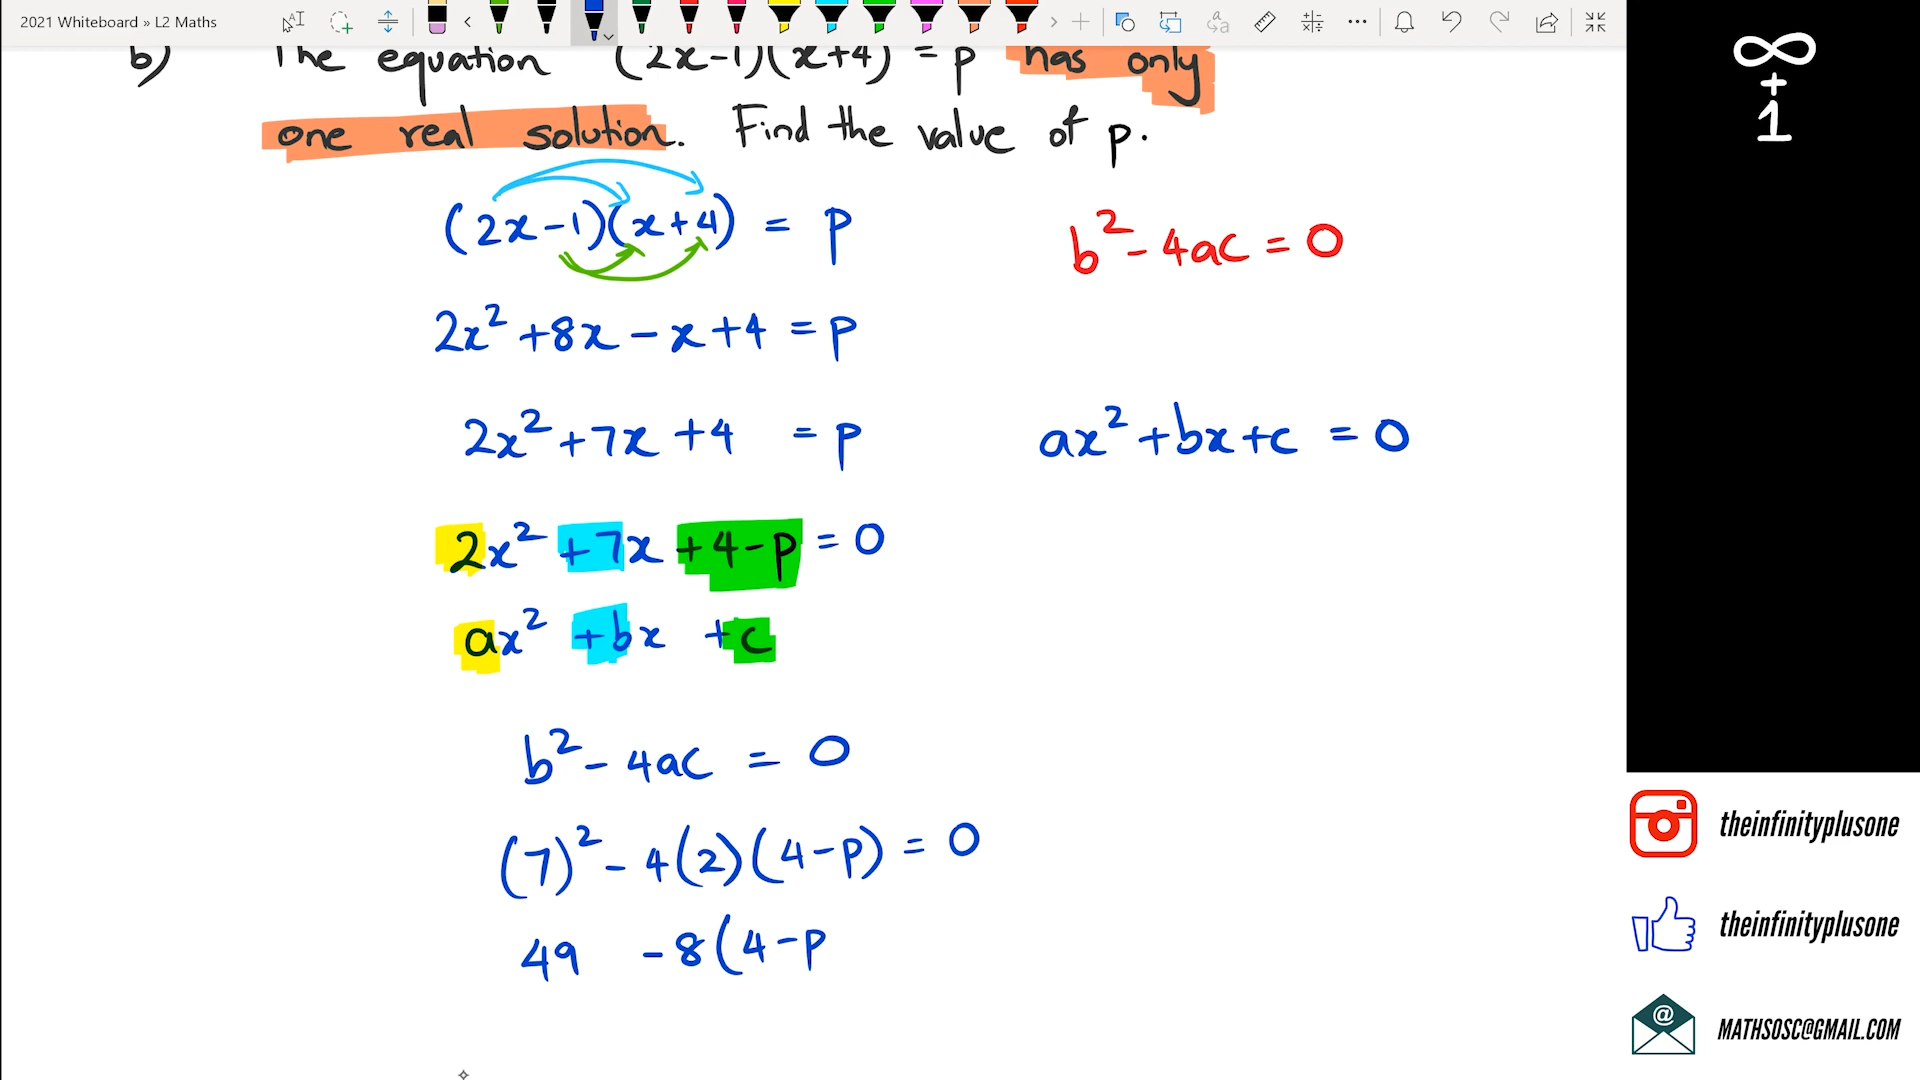 2021 Whiteboard » L2 Maths
b) The equation (2x-1)(x+4) = p has only
one real solution. Find the value of p.
(2x-1)(x+4) = p
b²-4ac = 0
2x² +8x - x +4 = p
2x² +7x +4 = p
ax² +bx+c = 0
2x² +7x +4-p = 0
ax² +bx +c
b² - 4ac = 0
(7)² - 4(2)(4-p) = 0
49 -8(4-p
∞
+
1
theinfinityplusone
theinfinityplusone
@
MATHSOSC@GMAIL.COM